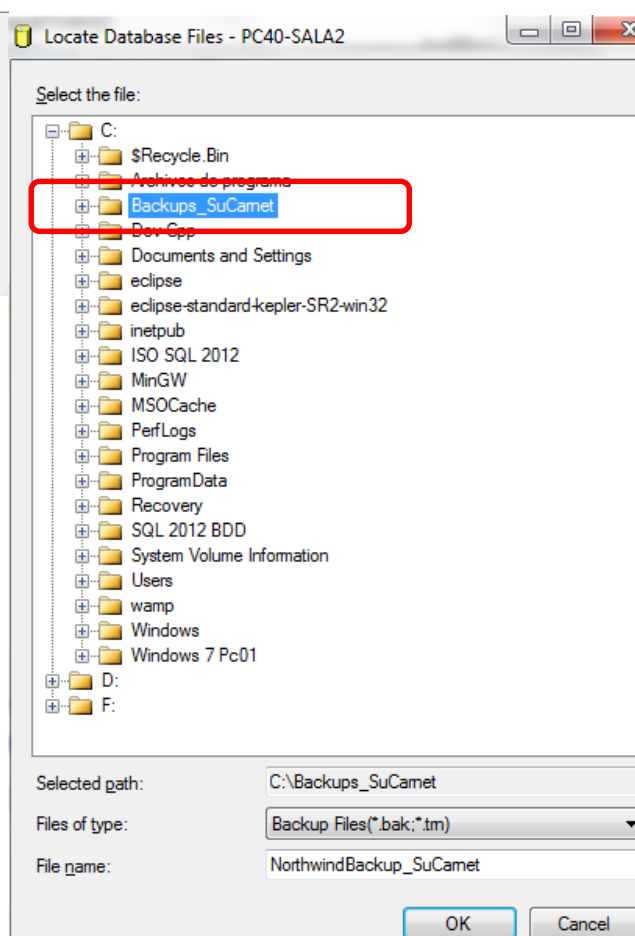 Locate Database Files - PC40-SALA2
Select the file:
C:
$Recycle.Bin
Archivos de programa
Backups_SuCarnet
Dev-Cpp
Documents and Settings
eclipse
eclipse-standard-kepler-SR2-win32
inetpub
ISO SQL 2012
MinGW
MSOCache
PerfLogs
Program Files
ProgramData
Recovery
SQL 2012 BDD
System Volume Information
Users
wamp
Windows
Windows 7 Pc01
D:
F:
Selected path: C:\Backups_SuCarnet
Files of type: Backup Files(*.bak;*.trn)
File name: NorthwindBackup_SuCarnet
OK Cancel